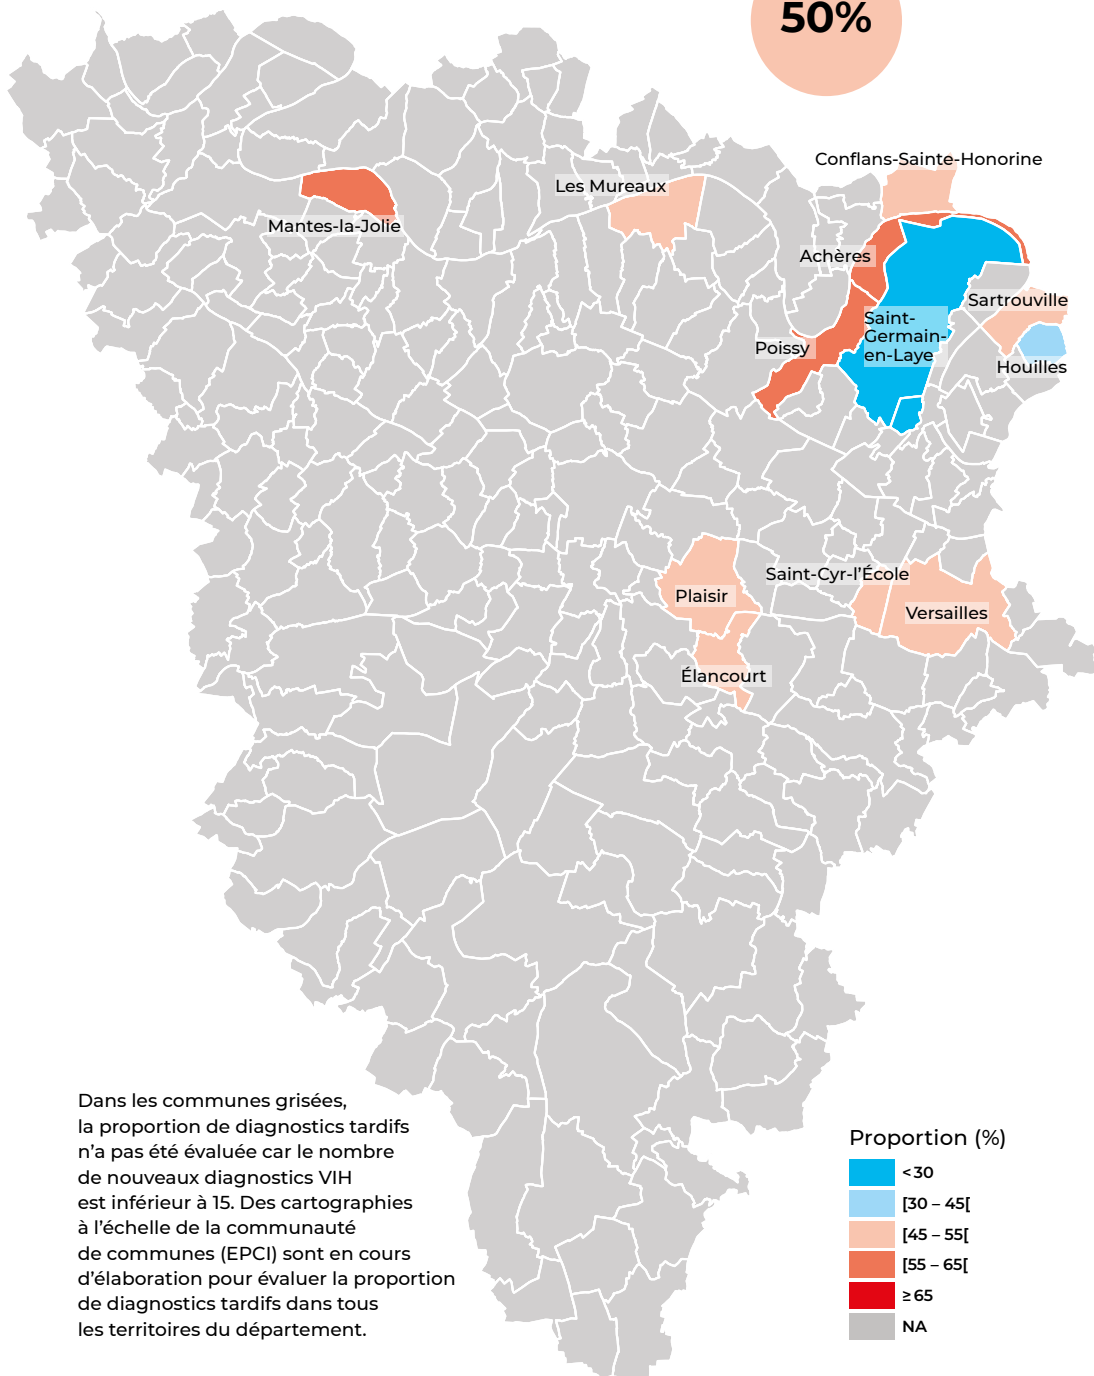 50%
Conflans-Sainte-Honorine
Les Mureaux
Mantes-la-Jolie
Achères
Sartrouville
Saint-
Germain-
en-Laye
Poissy
Houilles
Saint-Cyr-l'École
Plaisir
Versailles
Élancourt
Dans les communes grisées,
la proportion de diagnostics tardifs
n'a pas été évaluée car le nombre
de nouveaux diagnostics VIH
est inférieur à 15. Des cartographies
à l'échelle de la communauté
de communes (EPCI) sont en cours
d'élaboration pour évaluer la proportion
de diagnostics tardifs dans tous
les territoires du département.
Proportion (%)
< 30
[30 – 45[
[45 – 55[
[55 – 65[
≥ 65
NA